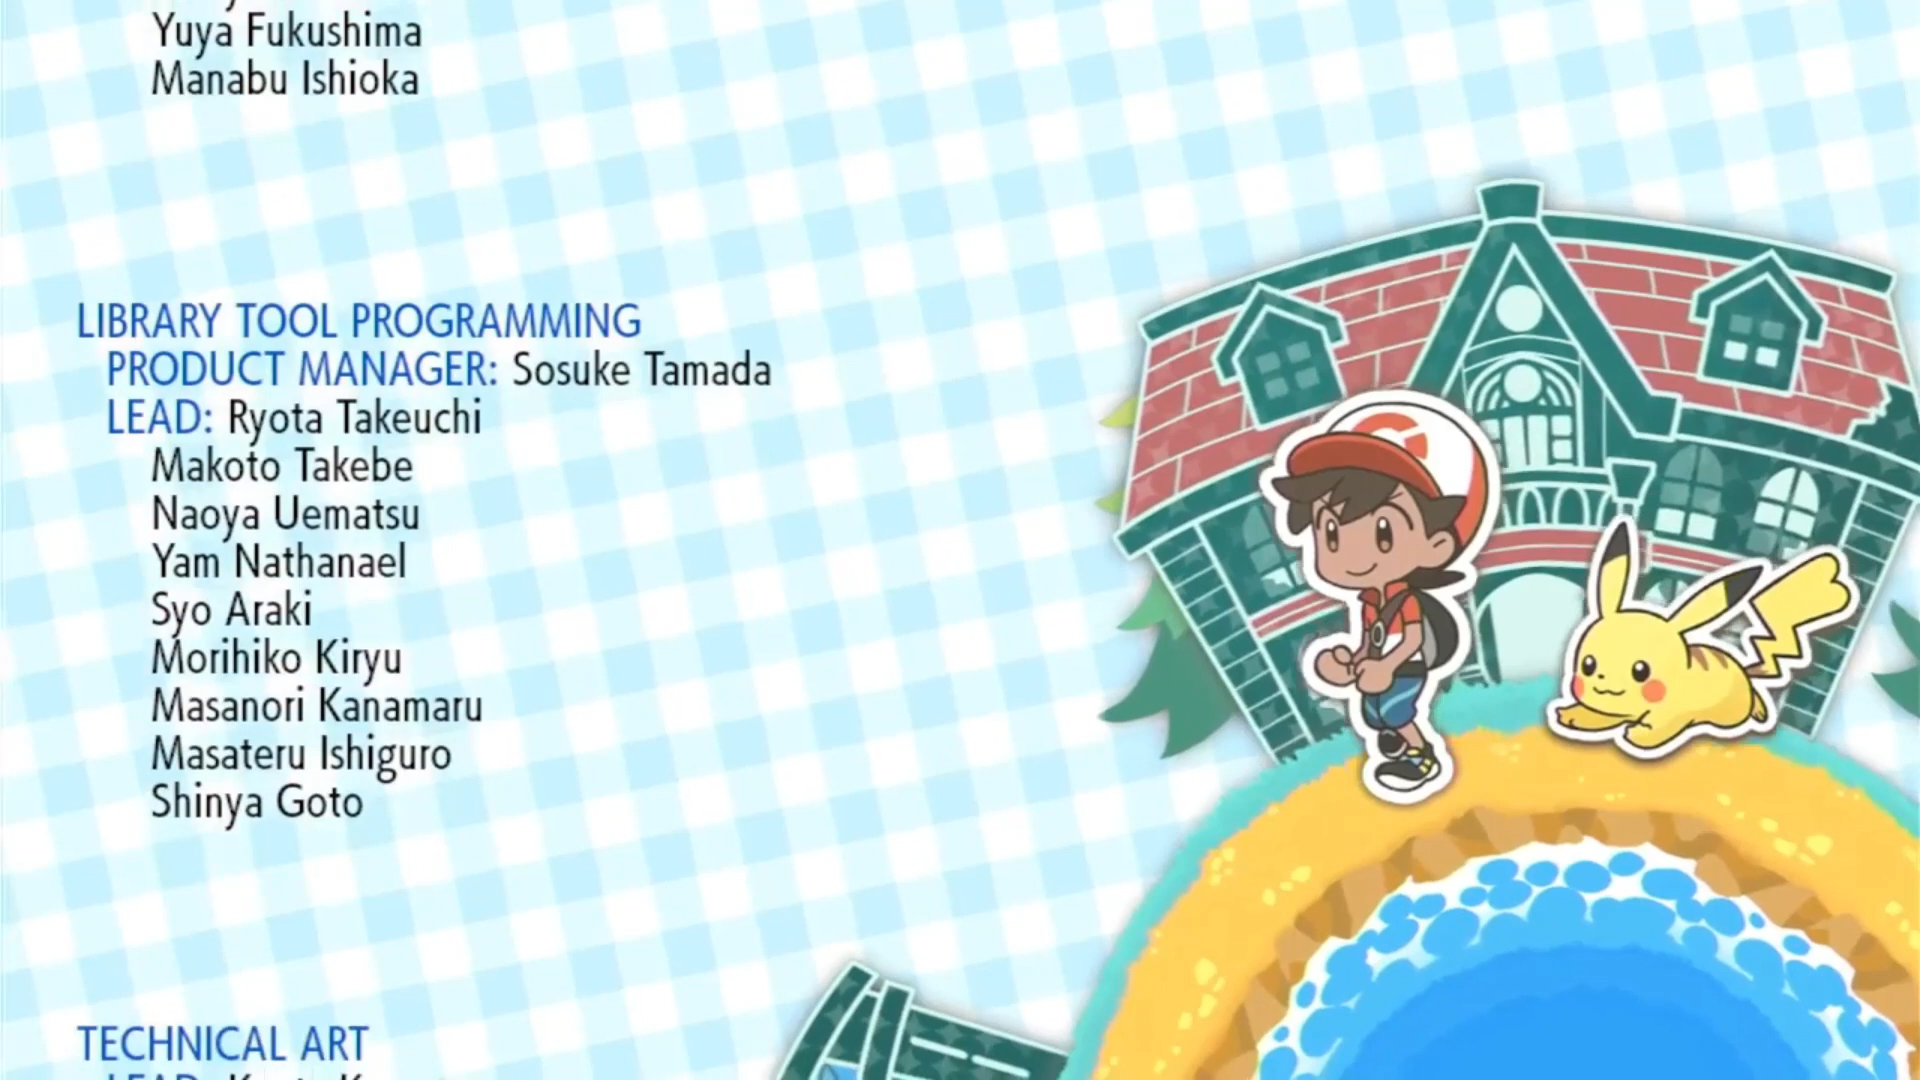 Yuya Fukushima
Manabu Ishioka
LIBRARY TOOL PROGRAMMING
PRODUCT MANAGER: Sosuke Tamada
LEAD: Ryota Takeuchi
Makoto Takebe
Naoya Uematsu
Yam Nathanael
Syo Araki
Morihiko Kiryu
Masanori Kanamaru
Masateru Ishiguro
Shinya Goto
TECHNICAL ART
LEAD: